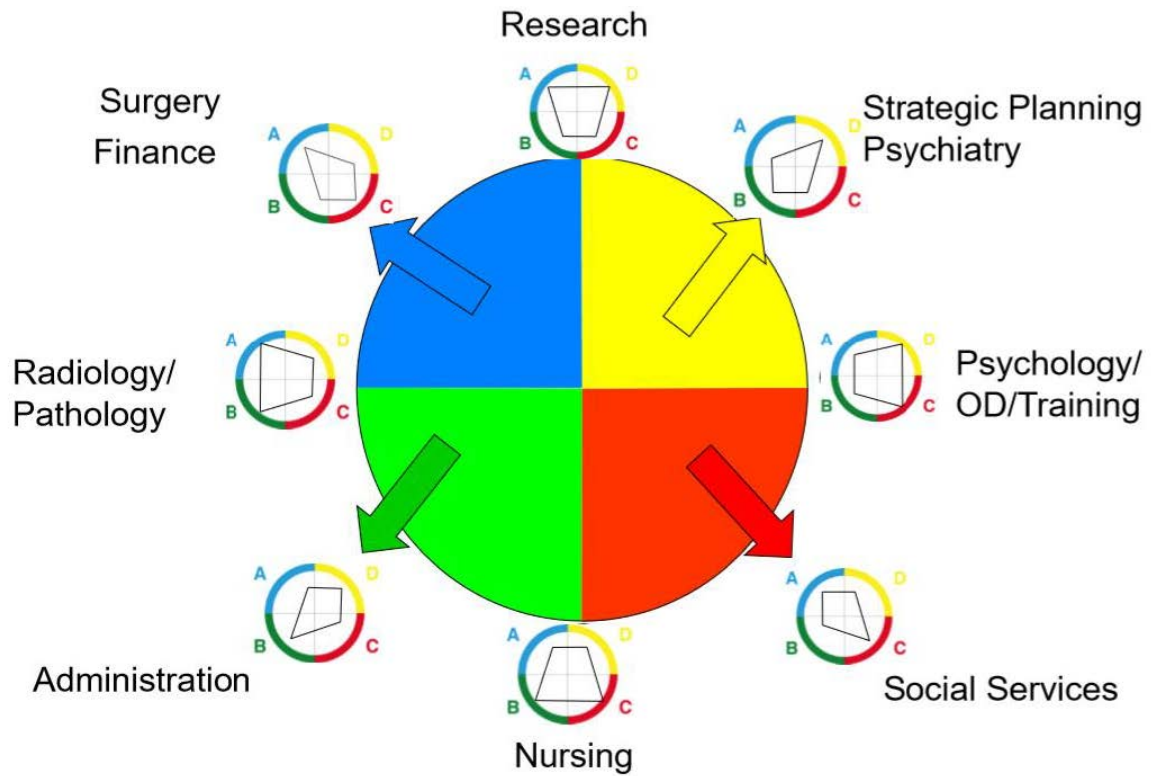 Research
A D
B C
Surgery
Finance
A D
B C
Strategic Planning
Psychiatry
A D
B C
Radiology/
Pathology
A D
B C
Psychology/
OD/Training
A D
B C
Administration
A D
B C
Social Services
A D
B C
A D
B C
Nursing